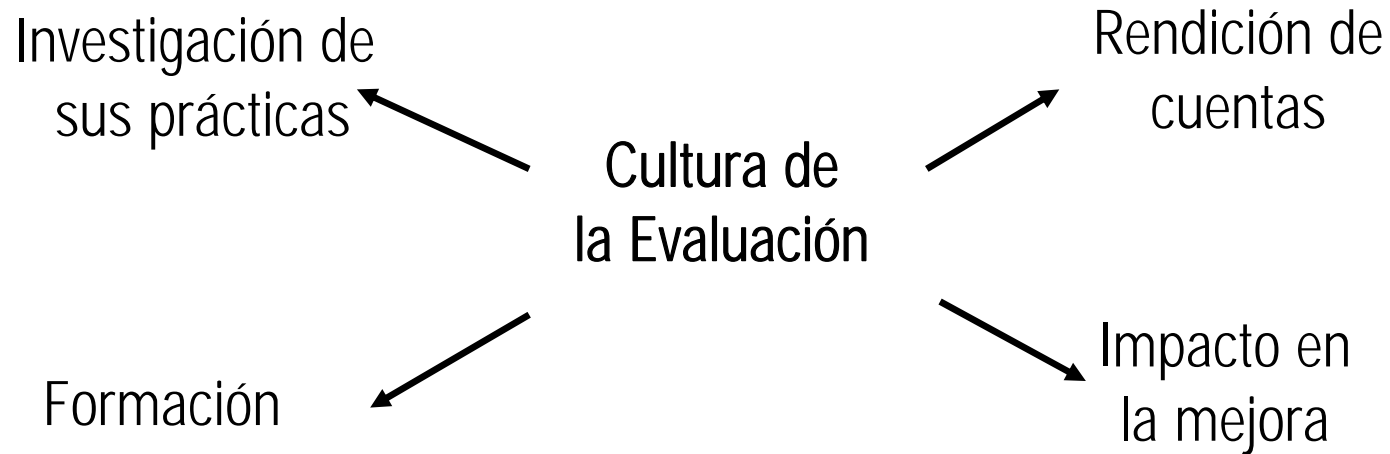 Investigación de
sus prácticas
Rendición de
cuentas
Cultura de
la Evaluación
Formación
Impacto en
la mejora